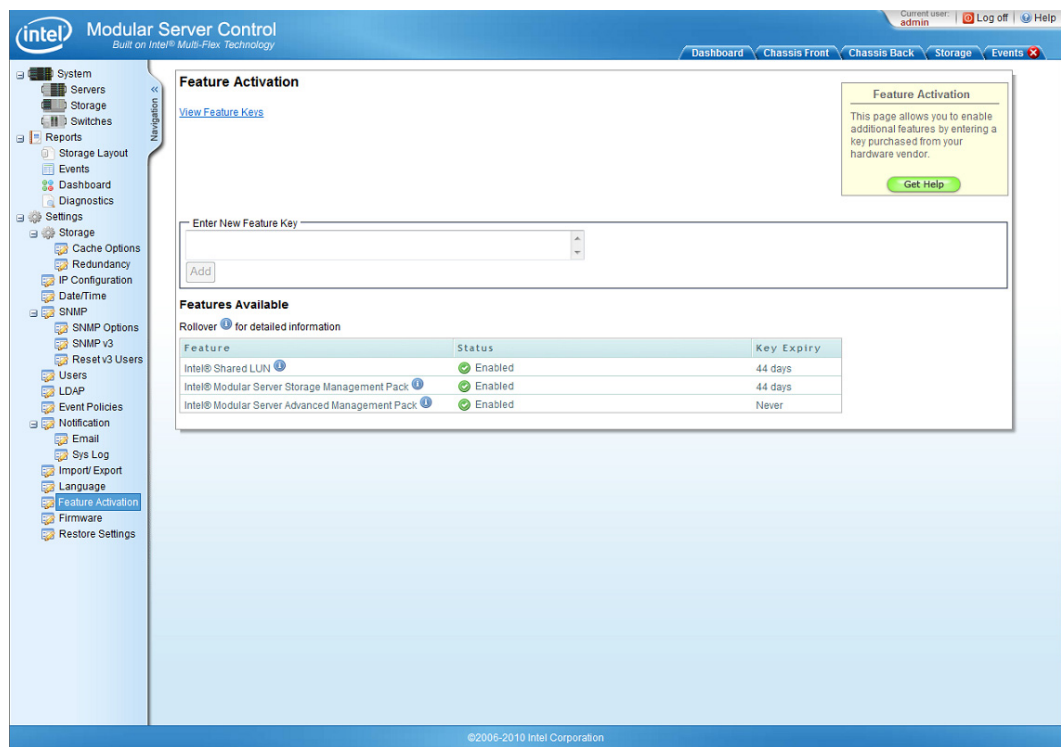 intel
Modular Server Control
Built on Intel® Multi-Flex Technology
Current user:
admin
Log off
Help
Dashboard
Chassis Front
Chassis Back
Storage
Events
Navigation
System
Servers
Storage
Switches
Reports
Storage Layout
Events
Dashboard
Diagnostics
Settings
Storage
Cache Options
Redundancy
IP Configuration
Date/Time
SNMP
SNMP Options
SNMP v3
Reset v3 Users
Users
LDAP
Event Policies
Notification
Email
Sys Log
Import/ Export
Language
Feature Activation
Firmware
Restore Settings
Feature Activation
View Feature Keys
Feature Activation
This page allows you to enable
additional features by entering a
key purchased from your
hardware vendor.
Get Help
Enter New Feature Key
Add
Features Available
Rollover i for detailed information
Feature Status Key Expiry
Intel® Shared LUN i Enabled 44 days
Intel® Modular Server Storage Management Pack i Enabled 44 days
Intel® Modular Server Advanced Management Pack i Enabled Never
©2006-2010 Intel Corporation